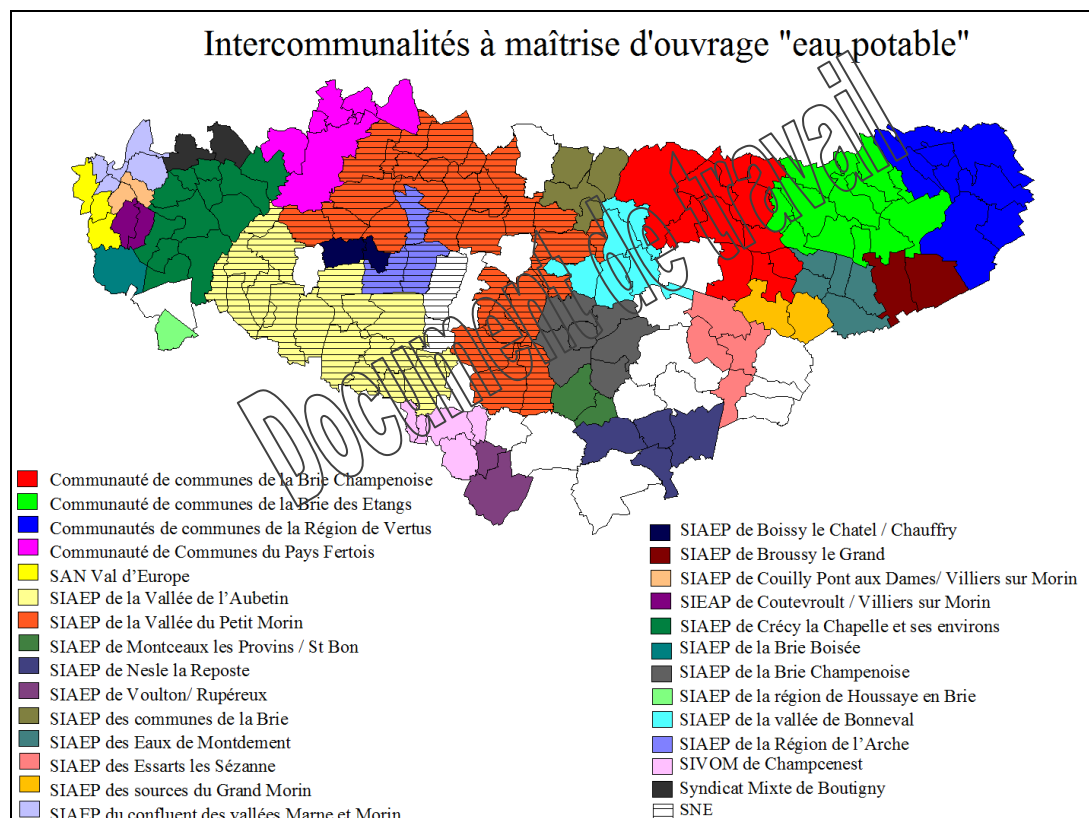 Intercommunalités à maîtrise d'ouvrage "eau potable"
Document de travail
Communauté de communes de la Brie Champenoise
Communauté de communes de la Brie des Etangs
Communautés de communes de la Région de Vertus
Communauté de Communes du Pays Fertois
SAN Val d’Europe
SIAEP de la Vallée de l’Aubetin
SIAEP de la Vallée du Petit Morin
SIAEP de Montceaux les Provins / St Bon
SIAEP de Nesle la Reposte
SIAEP de Voulton/ Rupéreux
SIAEP des communes de la Brie
SIAEP des Eaux de Montdement
SIAEP des Essarts les Sézanne
SIAEP des sources du Grand Morin
SIAEP du confluent des vallées Marne et Morin
SIAEP de Boissy le Chatel / Chauffry
SIAEP de Broussy le Grand
SIAEP de Couilly Pont aux Dames/ Villiers sur Morin
SIEAP de Coutevroult / Villiers sur Morin
SIAEP de Crécy la Chapelle et ses environs
SIAEP de la Brie Boisée
SIAEP de la Brie Champenoise
SIAEP de la région de Houssaye en Brie
SIAEP de la vallée de Bonneval
SIAEP de la Région de l’Arche
SIVOM de Champcenest
Syndicat Mixte de Boutigny
SNE